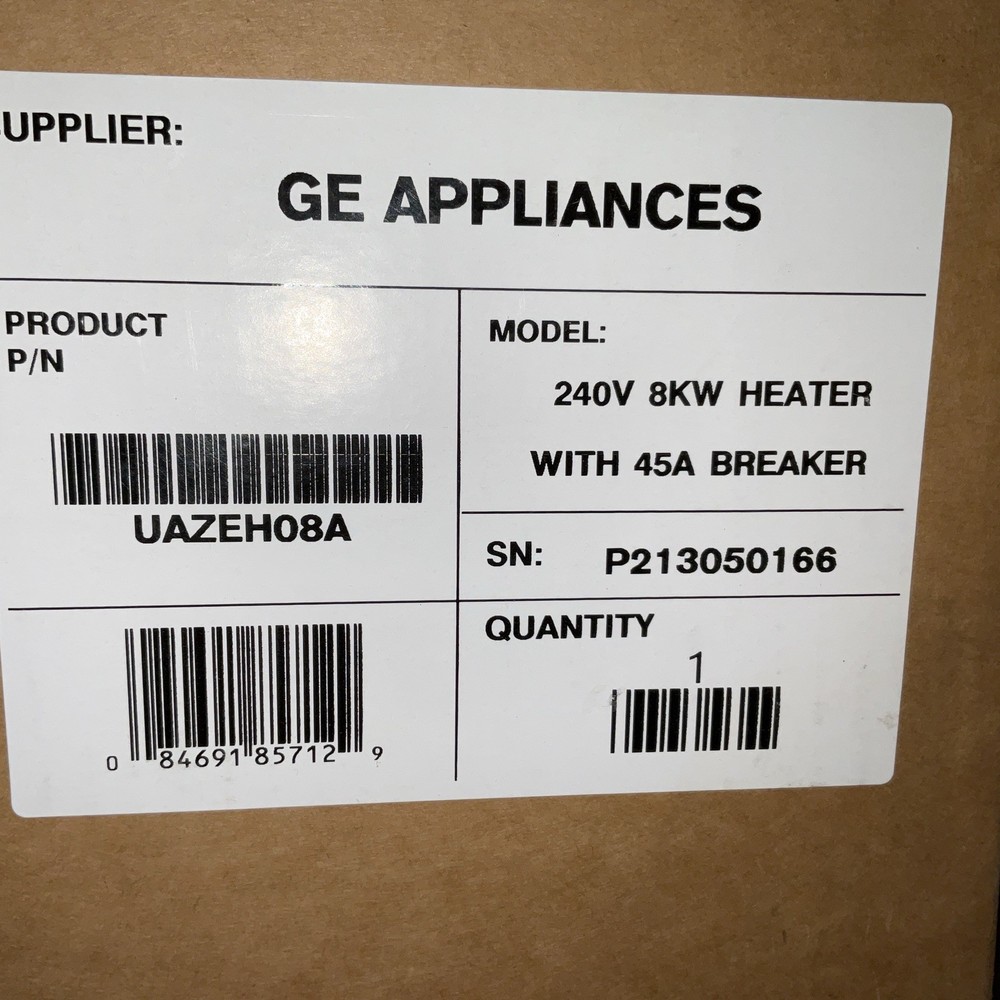 UPPLIER:
GE APPLIANCES
PRODUCT
P/N
UAZEH08A
MODEL:
240V 8KW HEATER
WITH 45A BREAKER
SN: P213050166
QUANTITY
1
0 84691 85712 9